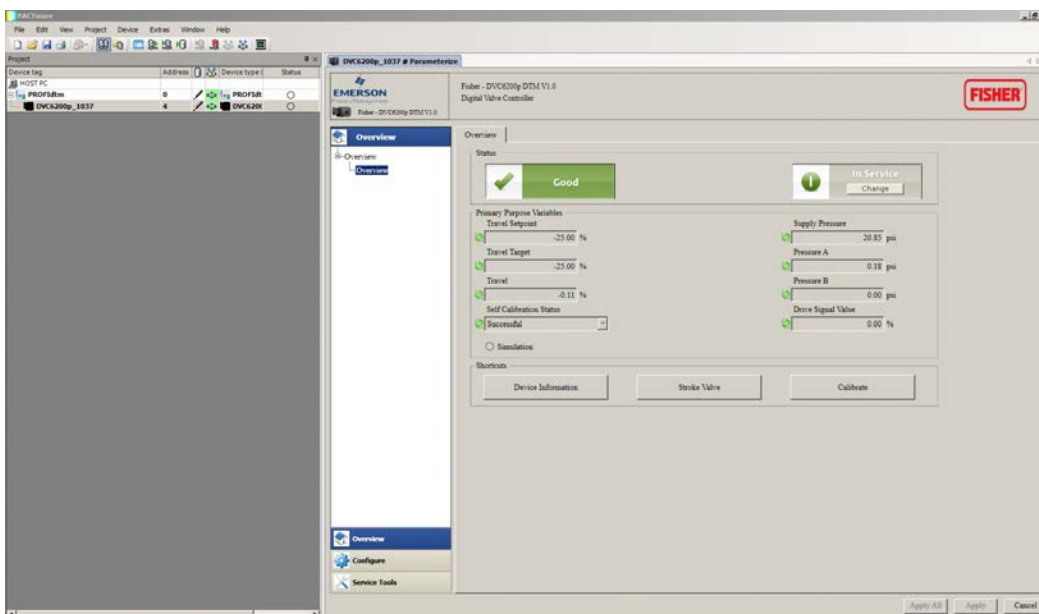 PACTware
File Edit View Project Device Extras Window Help
Project
DVC6200p_1037 # Parameterize
Device tag Address Device type ( Status
HOST PC
PROFIdtm 0 PROFIdt
DVC6200p_1037 4 DVC620(
EMERSON
Fisher - DVC6200p DTM V1.0
Fisher - DVC6200p DTM V1.0
Digital Valve Controller
FISHER
Overview
Overview
Overview
Overview
Status
Good
In Service
Change
Primary Purpose Variables
Travel Setpoint
-25.00 %
Travel Target
-25.00 %
Travel
-0.11 %
Self Calibration Status
Successful
Simulation
Supply Pressure
20.85 psi
Pressure A
0.18 psi
Pressure B
0.00 psi
Drive Signal Value
0.00 %
Shortcuts
Device Information
Stroke Valve
Calibrate
Overview
Configure
Service Tools
Apply All
Apply
Cancel